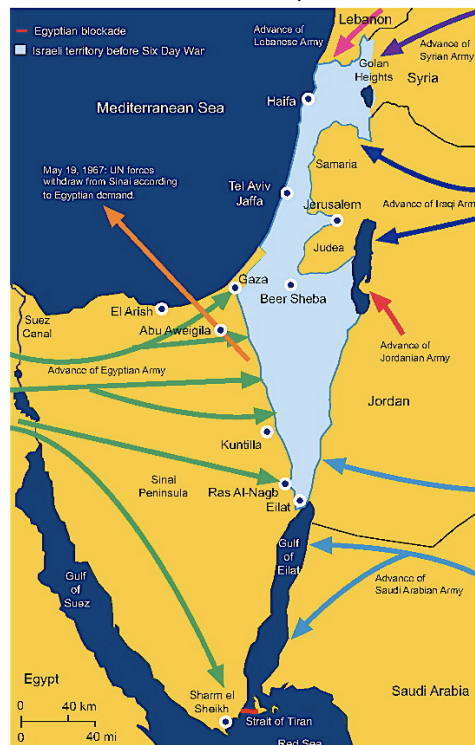 Egyptian blockade
Israeli territory before Six Day War
Advance of
Lebanose Army
Lebanon
Advance of
Syrian Army
Golan
Heights
Syria
Mediterranean Sea
Haifa
Samaria
May 19, 1967: UN forces
withdraw from Sinai according
to Egyptian demand.
Tel Aviv
Jaffa
Jerusalem
Advance of Iraqi Arm
Judea
Gaza
Beer Sheba
El Arish
Suez
Canal
Abu Aweigila
Advance of
Jordanian Army
Advance of Egyptian Army
Jordan
Kuntilla
Sinai
Peninsula
Ras Al-Nagb
Eilat
Gulf
of
Eilat
Gulf
of
Suez
Advance of
Saudi Arabian Army
Egypt
Sharm el
Sheikh
Saudi Arabia
0 40 km
0 40 mi
Strait of Tiran
Red Sea